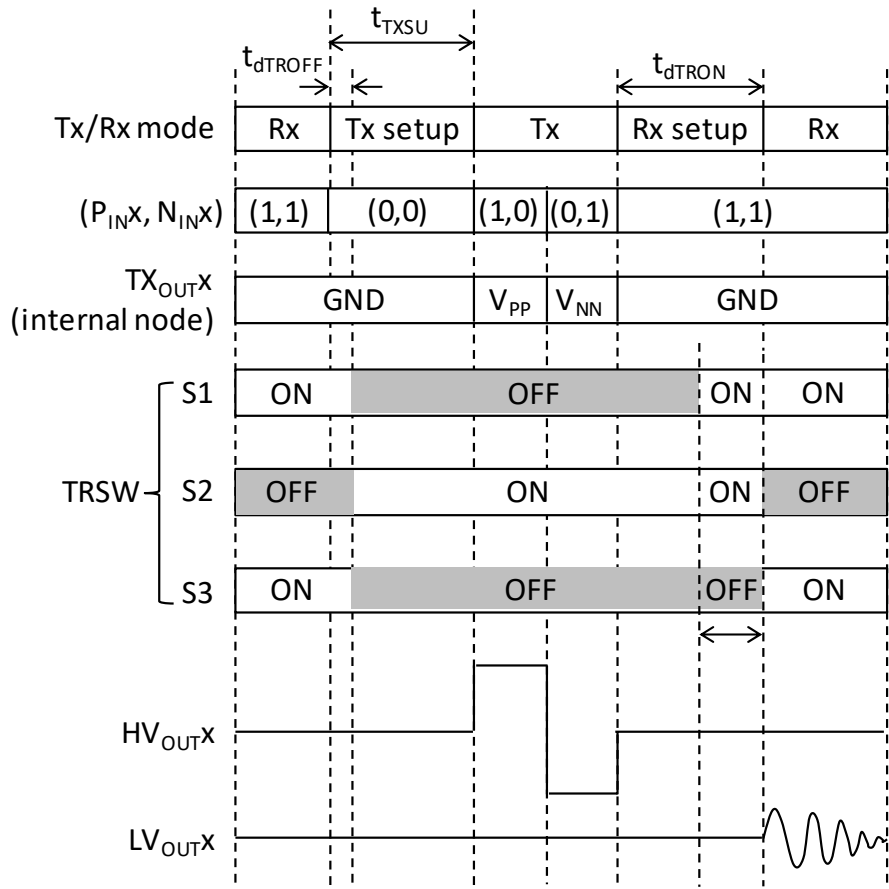 tTXSU
tdTROFF
tdTRON
Tx/Rx mode Rx Tx setup Tx Rx setup Rx
(PINx, NINx) (1,1) (0,0) (1,0) (0,1) (1,1)
TXOUTx
(internal node) GND VPP VNN GND
S1 ON OFF ON ON
TRSW S2 OFF ON ON OFF
S3 ON OFF OFF ON
HVOUTx
LVOUTx